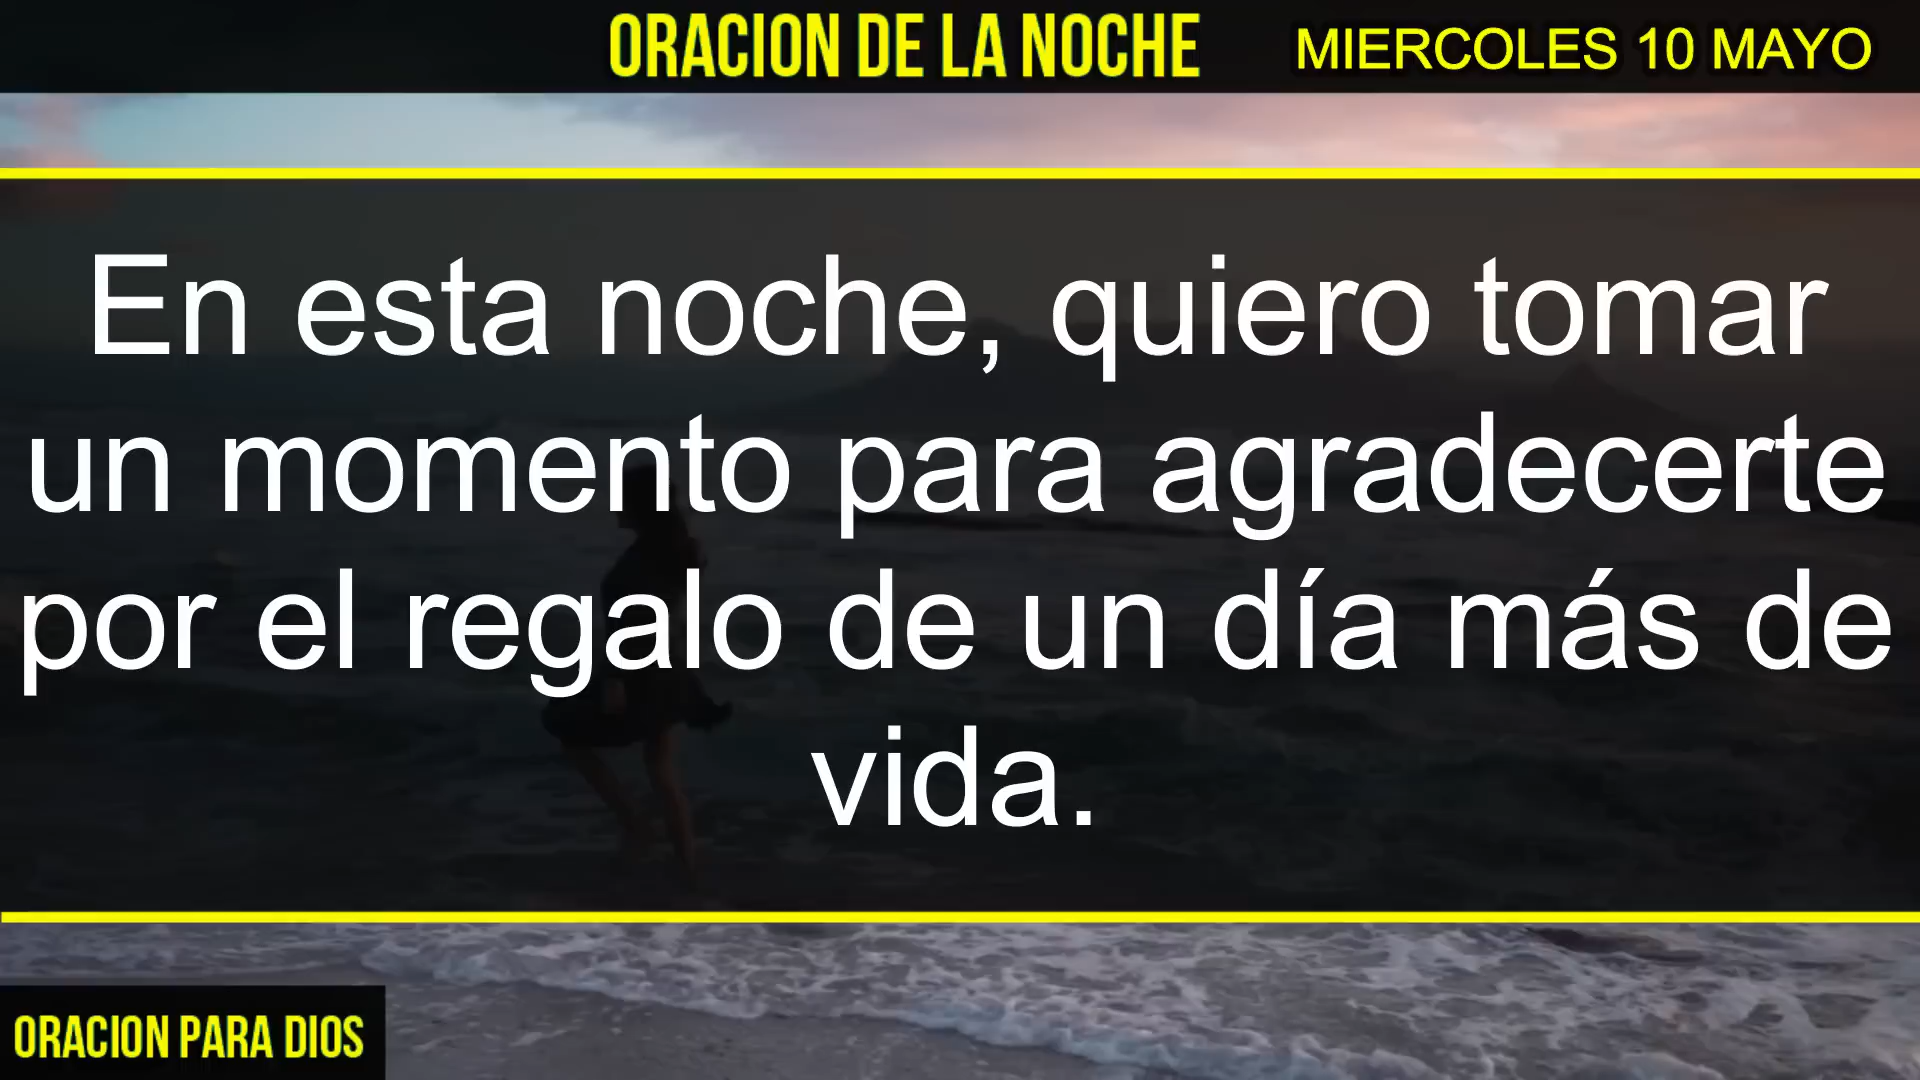 ORACION DE LA NOCHE MIERCOLES 10 MAYO
En esta noche, quiero tomar
un momento para agradecerte
por el regalo de un día más de
vida.
ORACION PARA DIOS